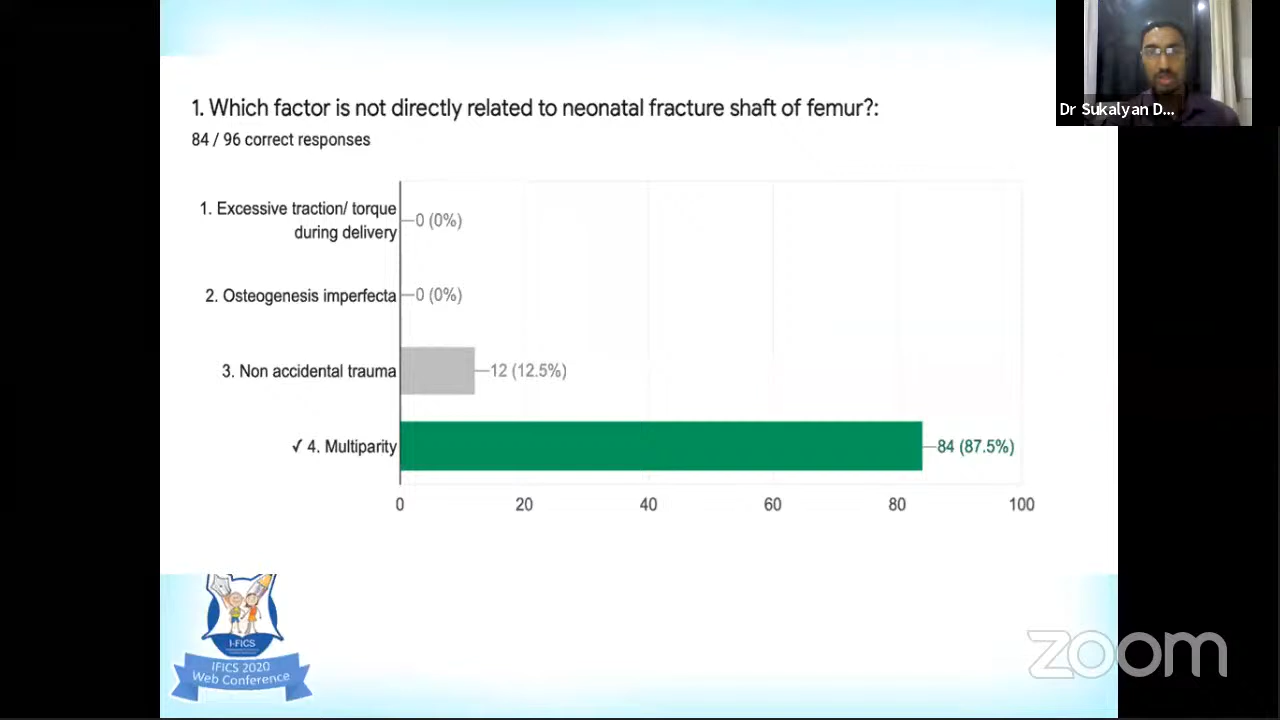 1. Which factor is not directly related to neonatal fracture shaft of femur?:
84 / 96 correct responses
1. Excessive traction/ torque
during delivery
0 (0%)
2. Osteogenesis imperfecta
0 (0%)
3. Non accidental trauma
12 (12.5%)
✓ 4. Multiparity
84 (87.5%)
0 20 40 60 80 100
Dr Sukalyan D...
I-FICS
IFICS 2020
Web Conference
zoom